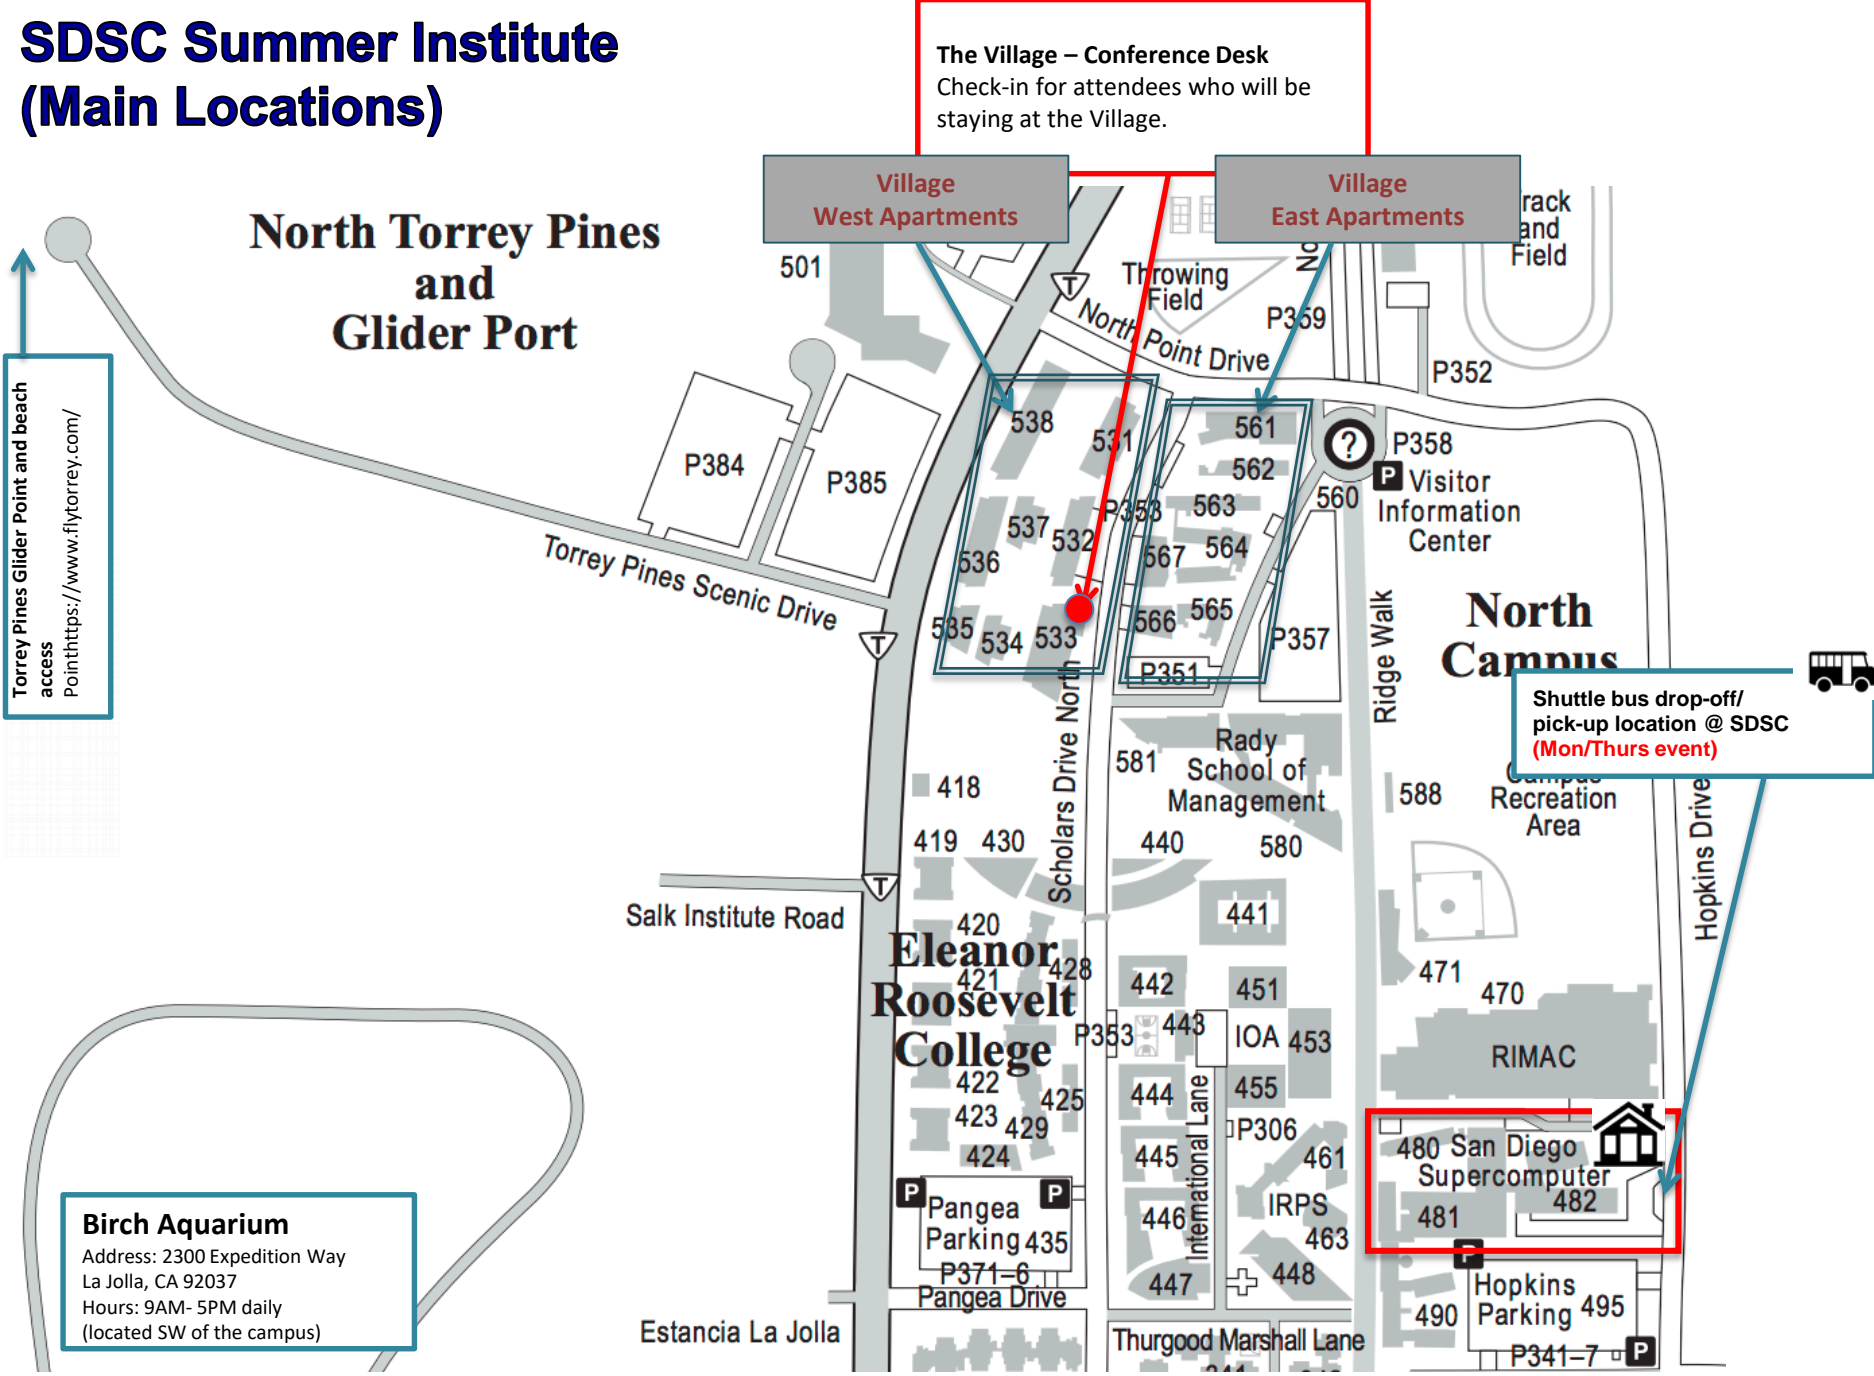 SDSC Summer Institute
(Main Locations)
The Village – Conference Desk
Check-in for attendees who will be
staying at the Village.
Village
West Apartments
Village
East Apartments
North Torrey Pines
and
Glider Port
501
Throwing
Field
No
rack
and
Field
P359
North Point Drive
P352
Torrey Pines Glider Point and beach
access
Pointhttps://www.flytorrey.com/
P384
P385
538
531
561
562
563
564
567
565
566
537
532
536
535
534
533
P353
P351
560
?
P358
P Visitor
Information
Center
P357
T
T
T
Torrey Pines Scenic Drive
Scholars Drive North
Ridge Walk
North
Campus
Shuttle bus drop-off/
pick-up location @ SDSC
(Mon/Thurs event)
Campus
Recreation
Area
Hopkins Drive
Rady
School of
Management
581
580
588
418
419
430
440
441
Salk Institute Road
420
Eleanor
421
428
Roosevelt
College
422
423
425
429
424
442
443
P353
444
445
446
447
451
IOA
453
455
P306
International Lane
461
IRPS
463
448
471
470
RIMAC
480 San Diego
Supercomputer
481
482
P
P
Pangea
Parking 435
P371–6
Pangea Drive
P
Hopkins
Parking 495
490
P341–7
P
Birch Aquarium
Address: 2300 Expedition Way
La Jolla, CA 92037
Hours: 9AM- 5PM daily
(located SW of the campus)
Estancia La Jolla
Thurgood Marshall Lane